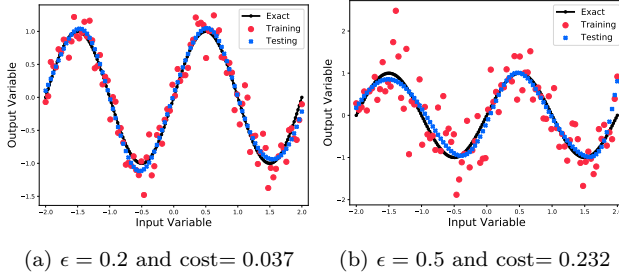 Exact
Training
Testing
Output Variable
1.0
0.5
0.0
−0.5
−1.0
−1.5
−2.0 −1.5 −1.0 −0.5 0.0 0.5 1.0 1.5 2.0
Input Variable
(a) ϵ = 0.2 and cost= 0.037
Exact
Training
Testing
Output Variable
2
1
0
−1
−2
−2.0 −1.5 −1.0 −0.5 0.0 0.5 1.0 1.5 2.0
Input Variable
(b) ϵ = 0.5 and cost= 0.232